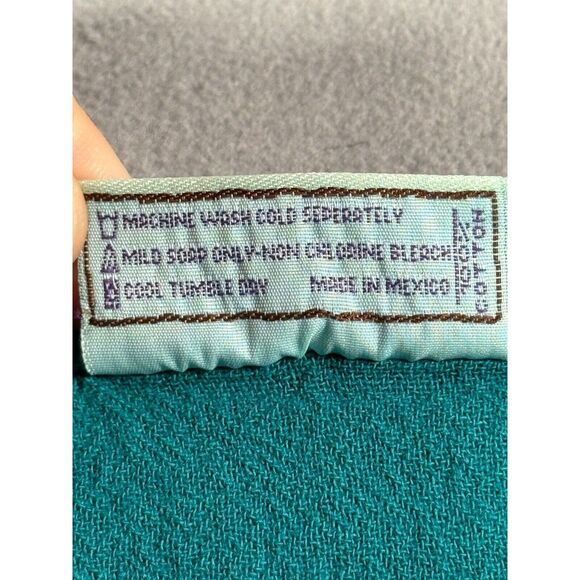 MACHINE WASH COLD SEPERATELY
MILD SOAP ONLY-NON CHLORINE BLEACH
COOL TUMBLE DRY MADE IN MEXICO
100%
COTTON